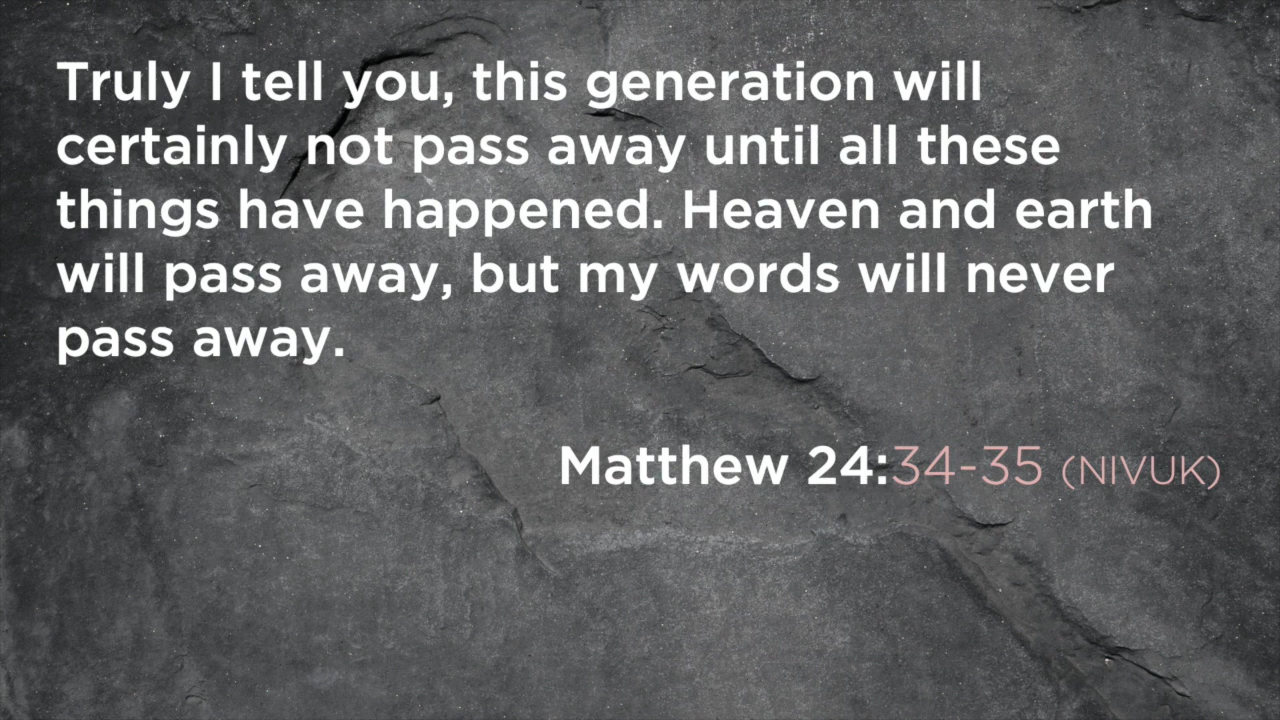 Truly I tell you, this generation will
certainly not pass away until all these
things have happened. Heaven and earth
will pass away, but my words will never
pass away.
Matthew 24:34-35 (NIVUK)